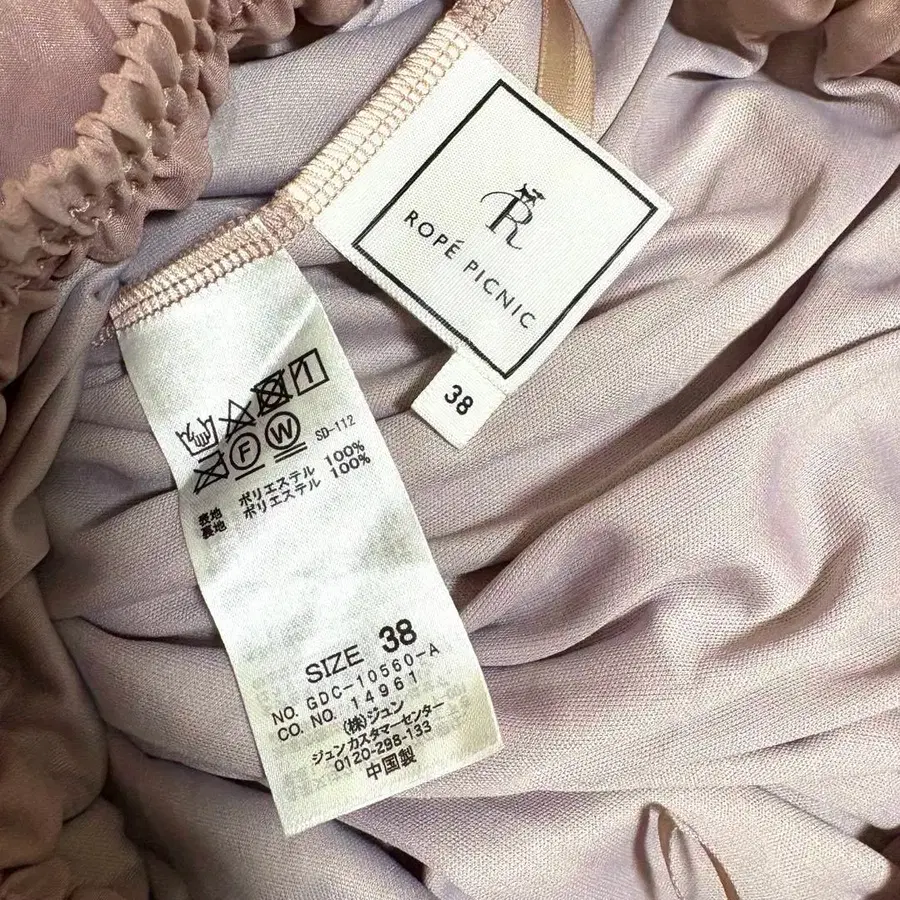 R
ROPÉ PICNIC
38
F W
SD-112
表地 ポリエステル 100%
裏地 ポリエステル 100%
SIZE 38
NO. GDC-10560-A
CO. NO. 14961
(株)ジュン
ジュンカスタマーセンター
0120-298-133
中国製